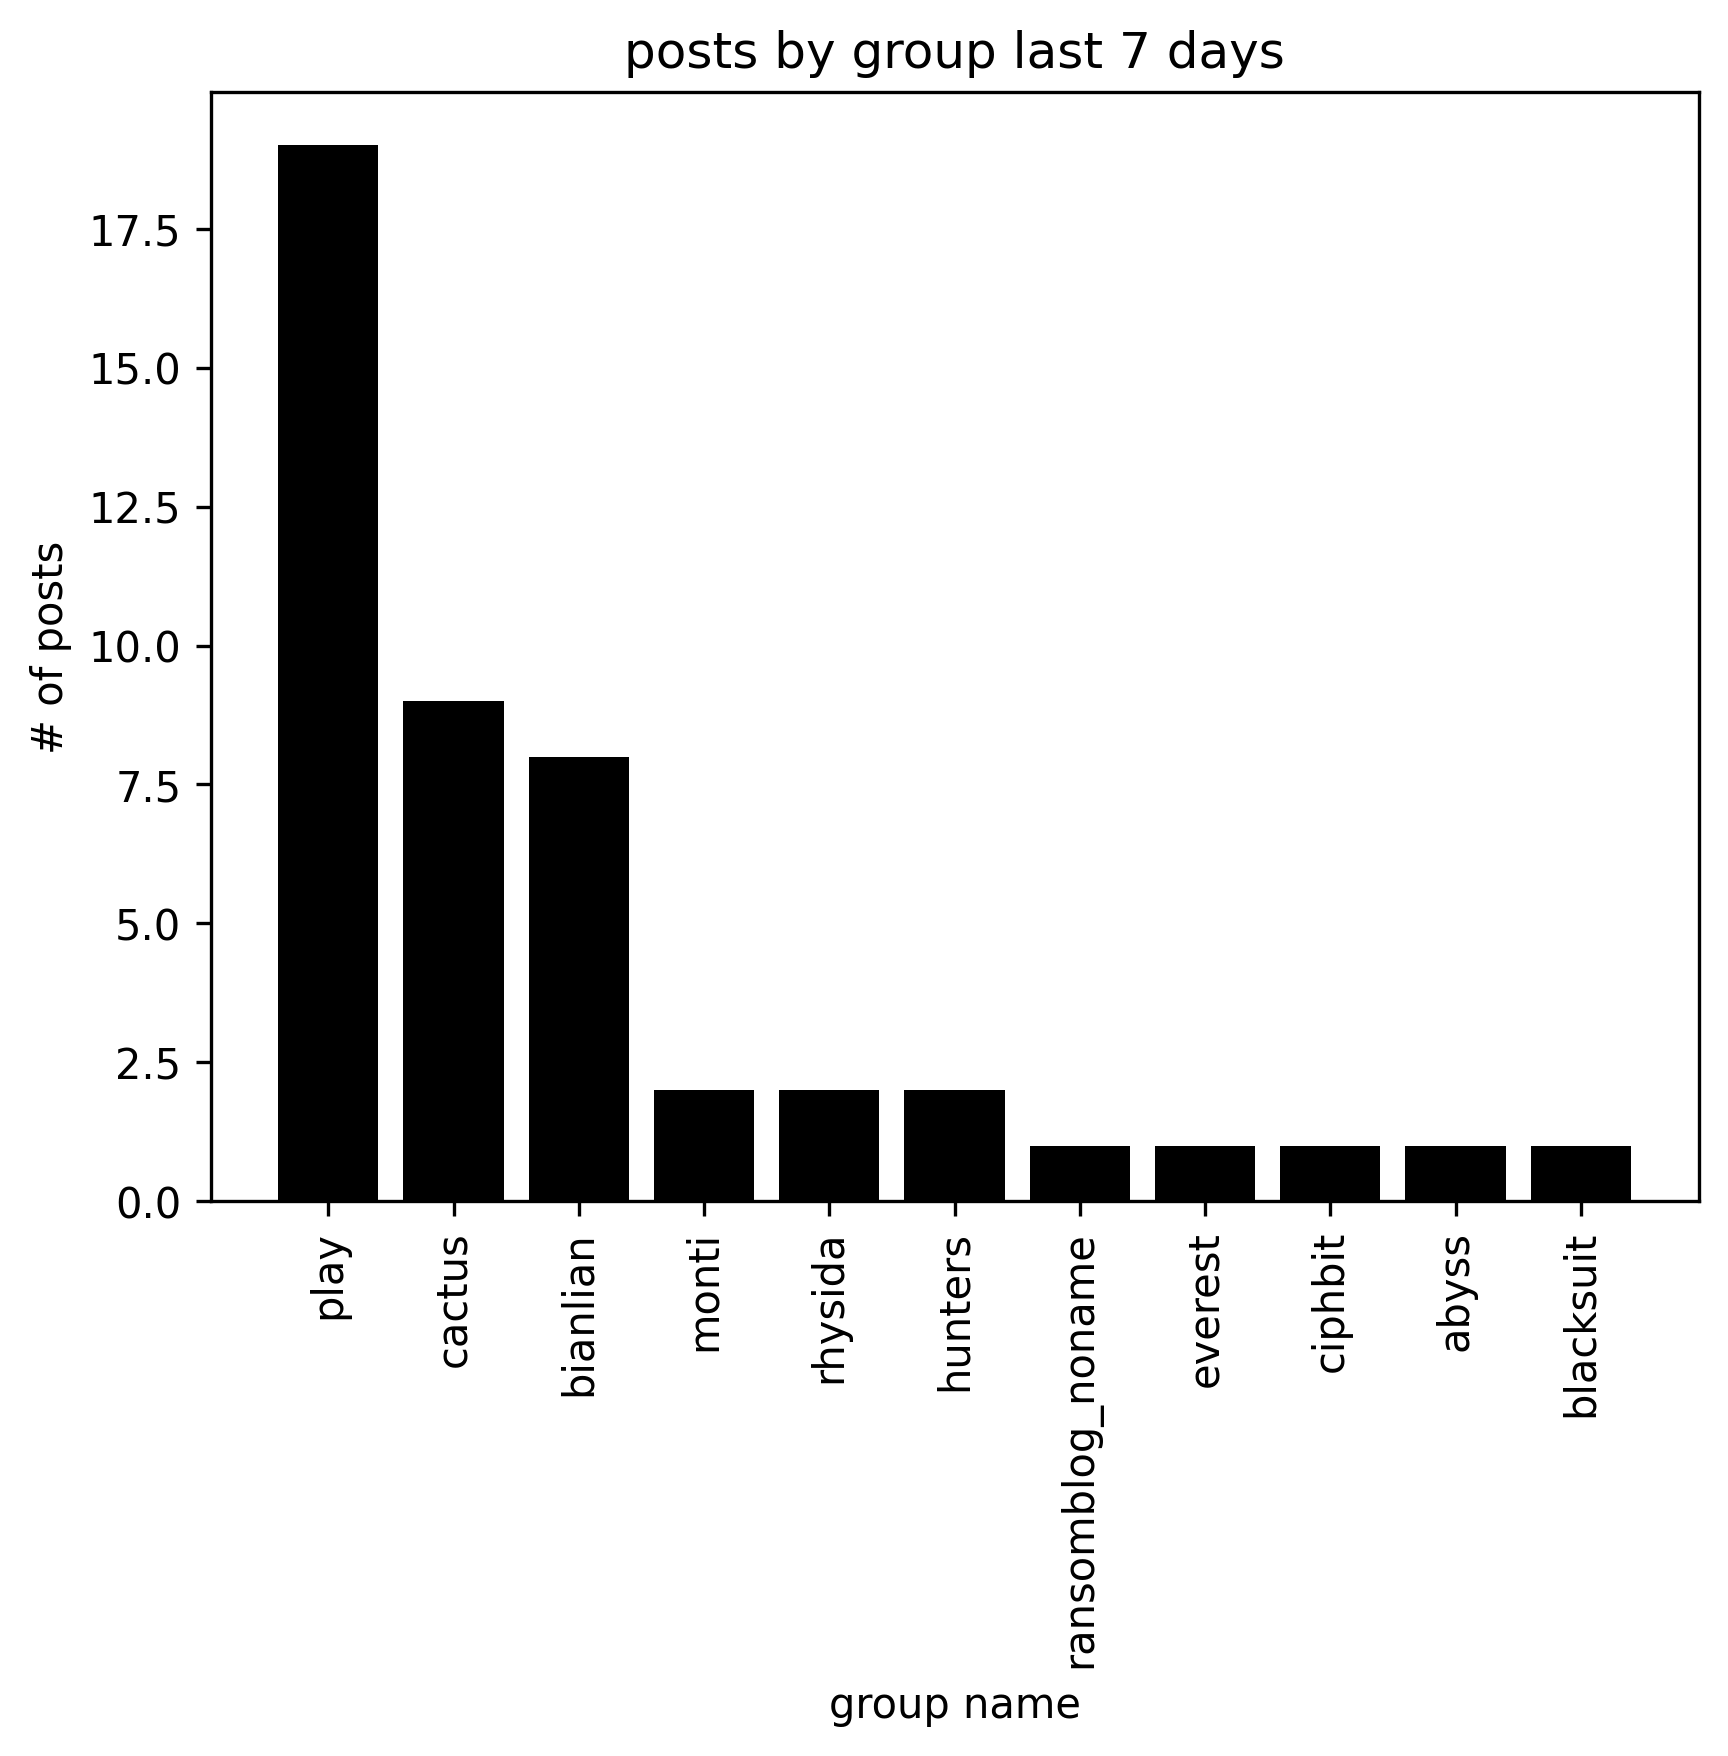 posts by group last 7 days
# of posts
17.5
15.0
12.5
10.0
7.5
5.0
2.5
0.0
play
cactus
bianlian
monti
rhysida
hunters
ransomblog_noname
everest
ciphbit
abyss
blacksuit
group name